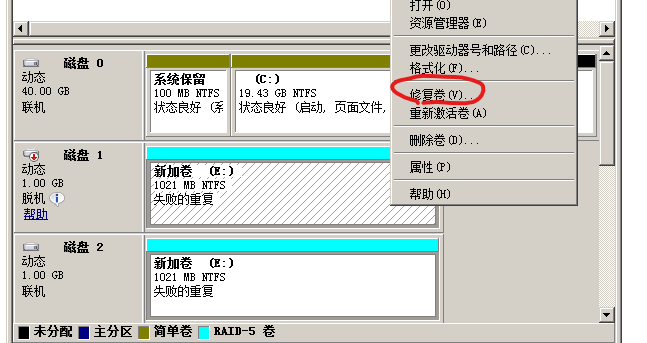 打开(O)
资源管理器(E)
更改驱动器号和路径(C)...
格式化(F)...
修复卷(V)...
重新激活卷(A)
删除卷(D)...
属性(P)
帮助(H)
磁盘 0
动态
40.00 GB
联机
系统保留
100 MB NTFS
状态良好 (系
(C:)
19.43 GB NTFS
状态良好 (启动, 页面文件,
磁盘 1
动态
1.00 GB
脱机
帮助
新加卷 (E:)
1021 MB NTFS
失败的重复
磁盘 2
动态
1.00 GB
联机
新加卷 (E:)
1021 MB NTFS
失败的重复
未分配 主分区 简单卷 RAID-5 卷